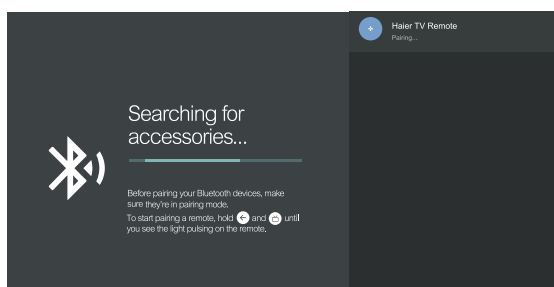 Searching for
accessories...
Before pairing your Bluetooth devices, make
sure they're in pairing mode.
To start pairing a remote, hold and until
you see the light pulsing on the remote.
Haier TV Remote
Pairing...